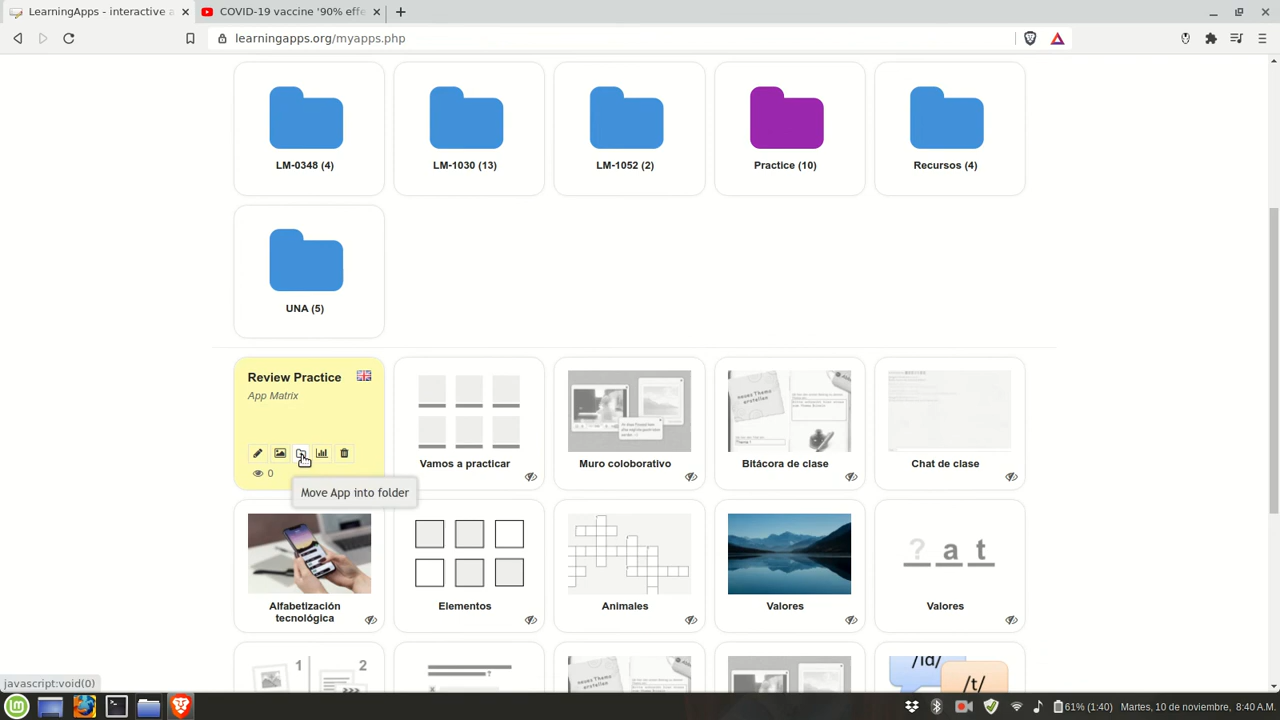 LearningApps - interactive a
COVID-19 vaccine '90% effe
learningapps.org/myapps.php
LM-0348 (4)
LM-1030 (13)
LM-1052 (2)
Practice (10)
Recursos (4)
UNA (5)
Review Practice
App Matrix
0
Move App into folder
Vamos a practicar
Muro coloborativo
Bitácora de clase
Chat de clase
Alfabetización
tecnológica
Elementos
Animales
Valores
? a t
Valores
1
2
/Id/
/t/
javascript:void(0)
61% (1:40)
Martes, 10 de noviembre, 8:40 A.M.